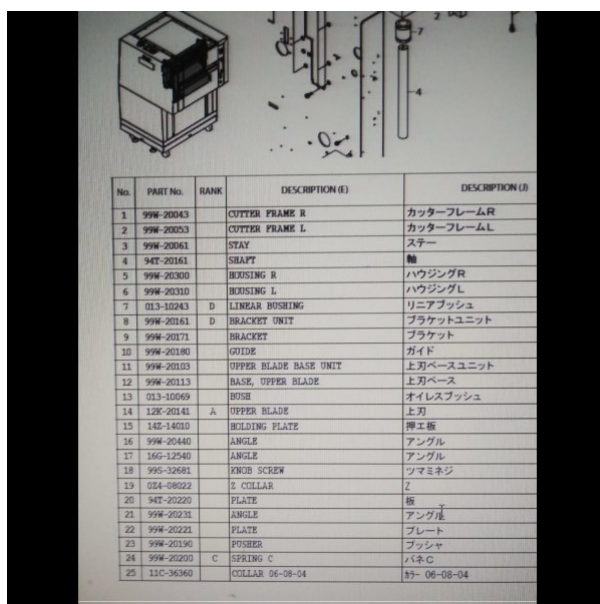 2
7
4
No. PART No. RANK DESCRIPTION (E) DESCRIPTION (J)
1 99W-20043 CUTTER FRAME R カッターフレームR
2 99W-20053 CUTTER FRAME L カッターフレームL
3 99W-20061 STAY ステー
4 94T-20161 SHAFT 軸
5 99W-20300 HOUSING R ハウジングR
6 99W-20310 HOUSING L ハウジングL
7 013-10243 D LINEAR BUSHING リニアブッシュ
8 99W-20161 D BRACKET UNIT ブラケットユニット
9 99W-20171 BRACKET ブラケット
10 99W-20180 GUIDE ガイド
11 99W-20103 UPPER BLADE BASE UNIT 上刃ベースユニット
12 99W-20113 BASE, UPPER BLADE 上刃ベース
13 013-10069 BUSH オイレスブッシュ
14 12K-20141 A UPPER BLADE 上刃
15 14Z-14010 HOLDING PLATE 押エ板
16 99W-20440 ANGLE アングル
17 16G-12540 ANGLE アングル
18 99S-32681 KNOB SCREW ツマミネジ
19 0Z4-08022 Z COLLAR Z
20 94T-20220 PLATE 板
21 99W-20231 ANGLE アングル
22 99W-20221 PLATE プレート
23 99W-20190 PUSHER プッシャ
24 99W-20200 C SPRING C バネC
25 11C-36360 COLLAR 06-08-04 カラー 06-08-04